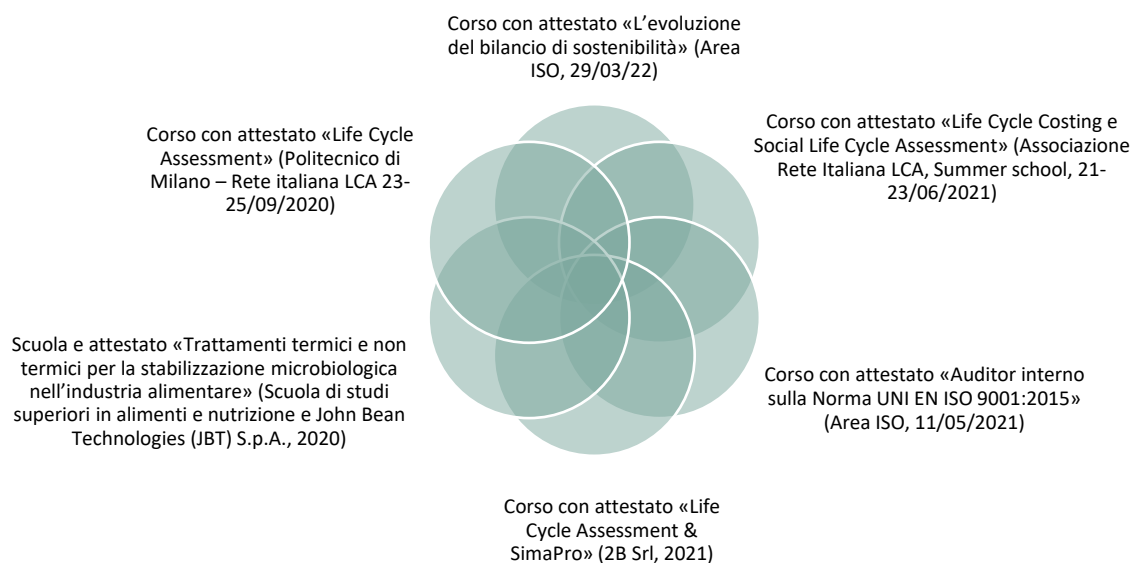 Corso con attestato «L'evoluzione
del bilancio di sostenibilità» (Area
ISO, 29/03/22)
Corso con attestato «Life Cycle Costing e
Social Life Cycle Assessment» (Associazione
Rete Italiana LCA, Summer school, 21-
23/06/2021)
Corso con attestato «Auditor interno
sulla Norma UNI EN ISO 9001:2015»
(Area ISO, 11/05/2021)
Corso con attestato «Life
Cycle Assessment &
SimaPro» (2B Srl, 2021)
Scuola e attestato «Trattamenti termici e non
termici per la stabilizzazione microbiologica
nell'industria alimentare» (Scuola di studi
superiori in alimenti e nutrizione e John Bean
Technologies (JBT) S.p.A., 2020)
Corso con attestato «Life Cycle
Assessment» (Politecnico di
Milano – Rete italiana LCA 23-
25/09/2020)